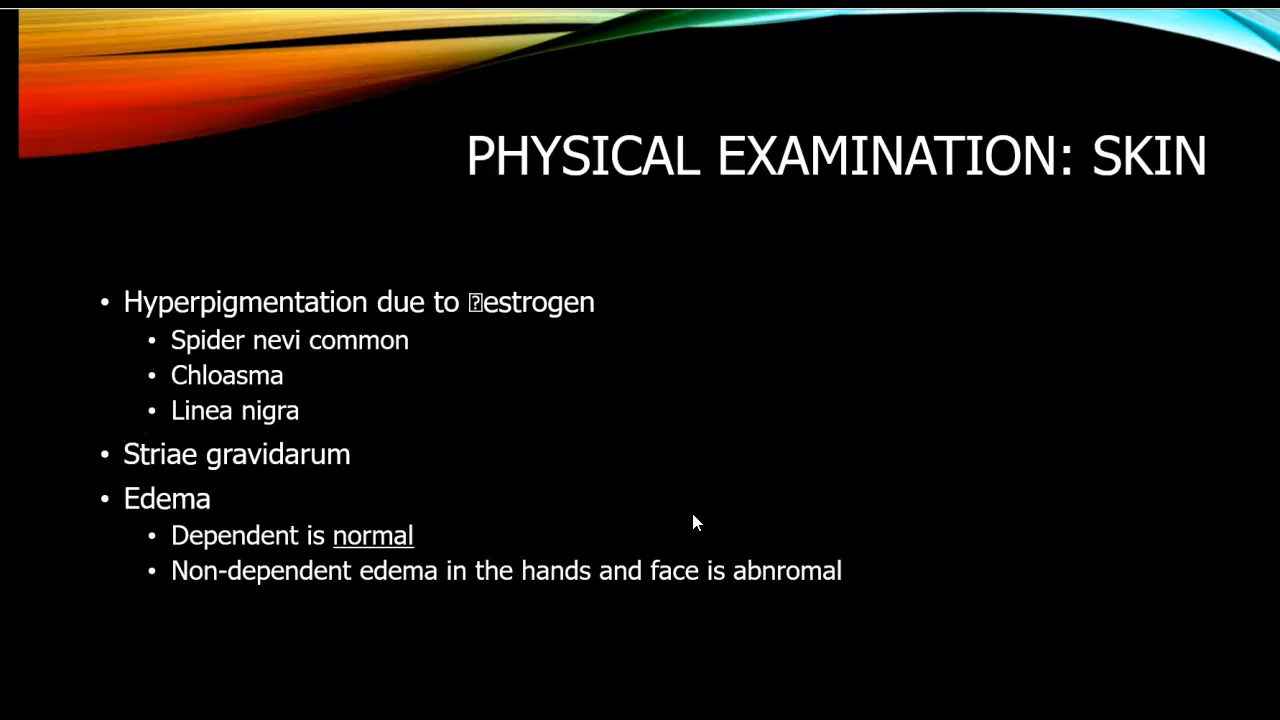 PHYSICAL EXAMINATION: SKIN
• Hyperpigmentation due to �estrogen
• Spider nevi common
• Chloasma
• Linea nigra
• Striae gravidarum
• Edema
• Dependent is normal
• Non-dependent edema in the hands and face is abnromal